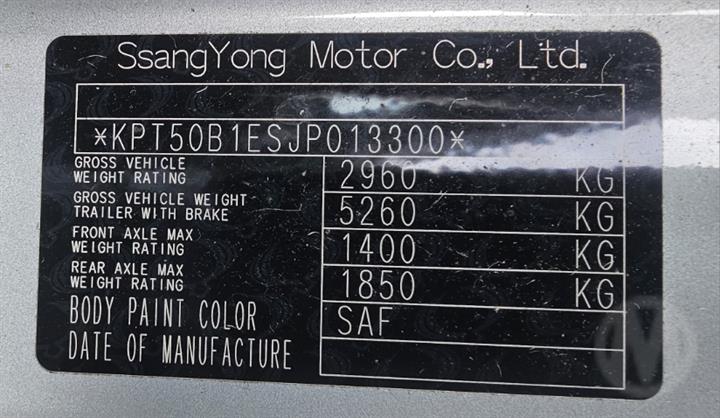 SsangYong Motor Co., Ltd.
*KPT50B1ESJP013300*
GROSS VEHICLE
WEIGHT RATING 2960 KG
GROSS VEHICLE WEIGHT
TRAILER WITH BRAKE 5260 KG
FRONT AXLE MAX
WEIGHT RATING 1400 KG
REAR AXLE MAX
WEIGHT RATING 1850 KG
BODY PAINT COLOR SAF
DATE OF MANUFACTURE
M